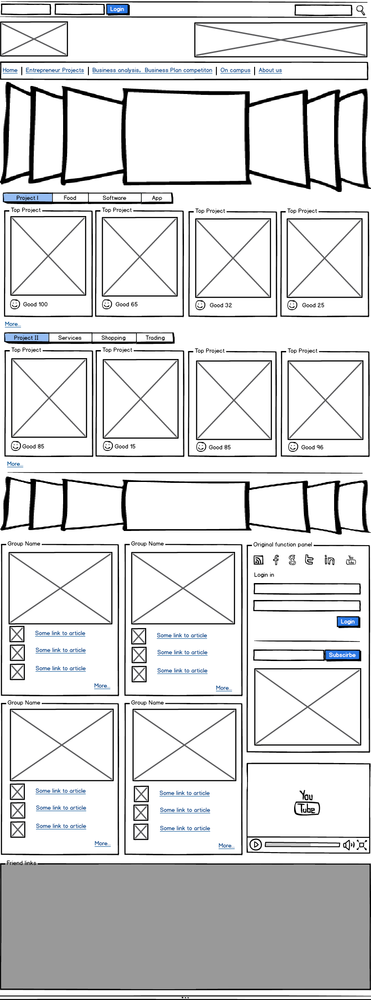 Login
Home Entrepreneur Projects Business analysis, Business Plan competiton On campus About us
Project I Food Software App
Top Project Top Project Top Project Top Project
Good 100 Good 65 Good 32 Good 25
More...
Project II Services Shopping Trading
Top Project Top Project Top Project Top Project
Good 85 Good 15 Good 85 Good 96
More...
Group Name
Some link to article
Some link to article
Some link to article
More...
Group Name
Some link to article
Some link to article
Some link to article
More...
Original function panel
f g t in You Tube
Login in
Login
Subscirbe
Group Name
Some link to article
Some link to article
Some link to article
More...
Group Name
Some link to article
Some link to article
Some link to article
More...
You
Tube
Friend links
...